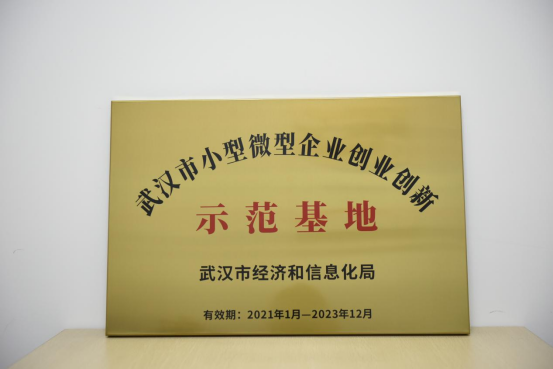 武汉市小型微型企业创业创新
示范基地
武汉市经济和信息化局
有效期：2021年1月—2023年12月